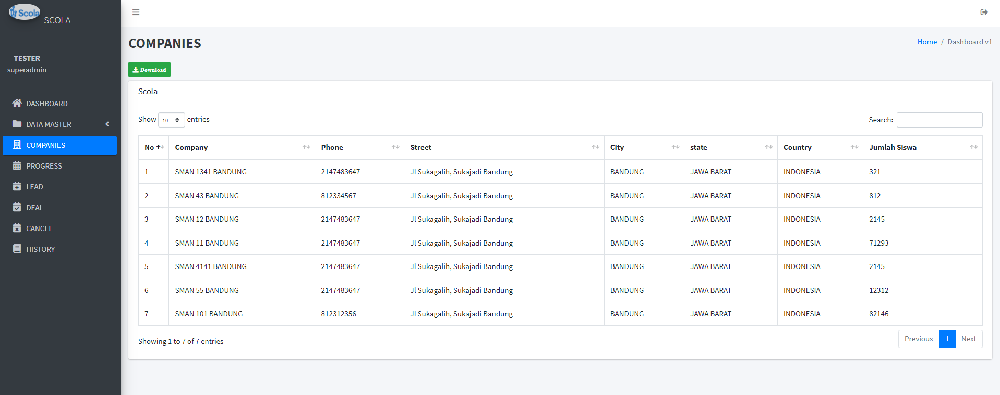 Scola
SCOLA
TESTER
superadmin
DASHBOARD
DATA MASTER
COMPANIES
PROGRESS
LEAD
DEAL
CANCEL
HISTORY
COMPANIES
Home / Dashboard v1
Download
Scola
Show 10 entries
Search:
No Company Phone Street City state Country Jumlah Siswa
1 SMAN 1341 BANDUNG 2147483647 Jl Sukagalih, Sukajadi Bandung BANDUNG JAWA BARAT INDONESIA 321
2 SMAN 43 BANDUNG 812334567 Jl Sukagalih, Sukajadi Bandung BANDUNG JAWA BARAT INDONESIA 812
3 SMAN 12 BANDUNG 2147483647 Jl Sukagalih, Sukajadi Bandung BANDUNG JAWA BARAT INDONESIA 2145
4 SMAN 11 BANDUNG 2147483647 Jl Sukagalih, Sukajadi Bandung BANDUNG JAWA BARAT INDONESIA 71293
5 SMAN 4141 BANDUNG 2147483647 Jl Sukagalih, Sukajadi Bandung BANDUNG JAWA BARAT INDONESIA 2145
6 SMAN 55 BANDUNG 2147483647 Jl Sukagalih, Sukajadi Bandung BANDUNG JAWA BARAT INDONESIA 12312
7 SMAN 101 BANDUNG 812312356 Jl Sukagalih, Sukajadi Bandung BANDUNG JAWA BARAT INDONESIA 82146
Showing 1 to 7 of 7 entries
Previous 1 Next